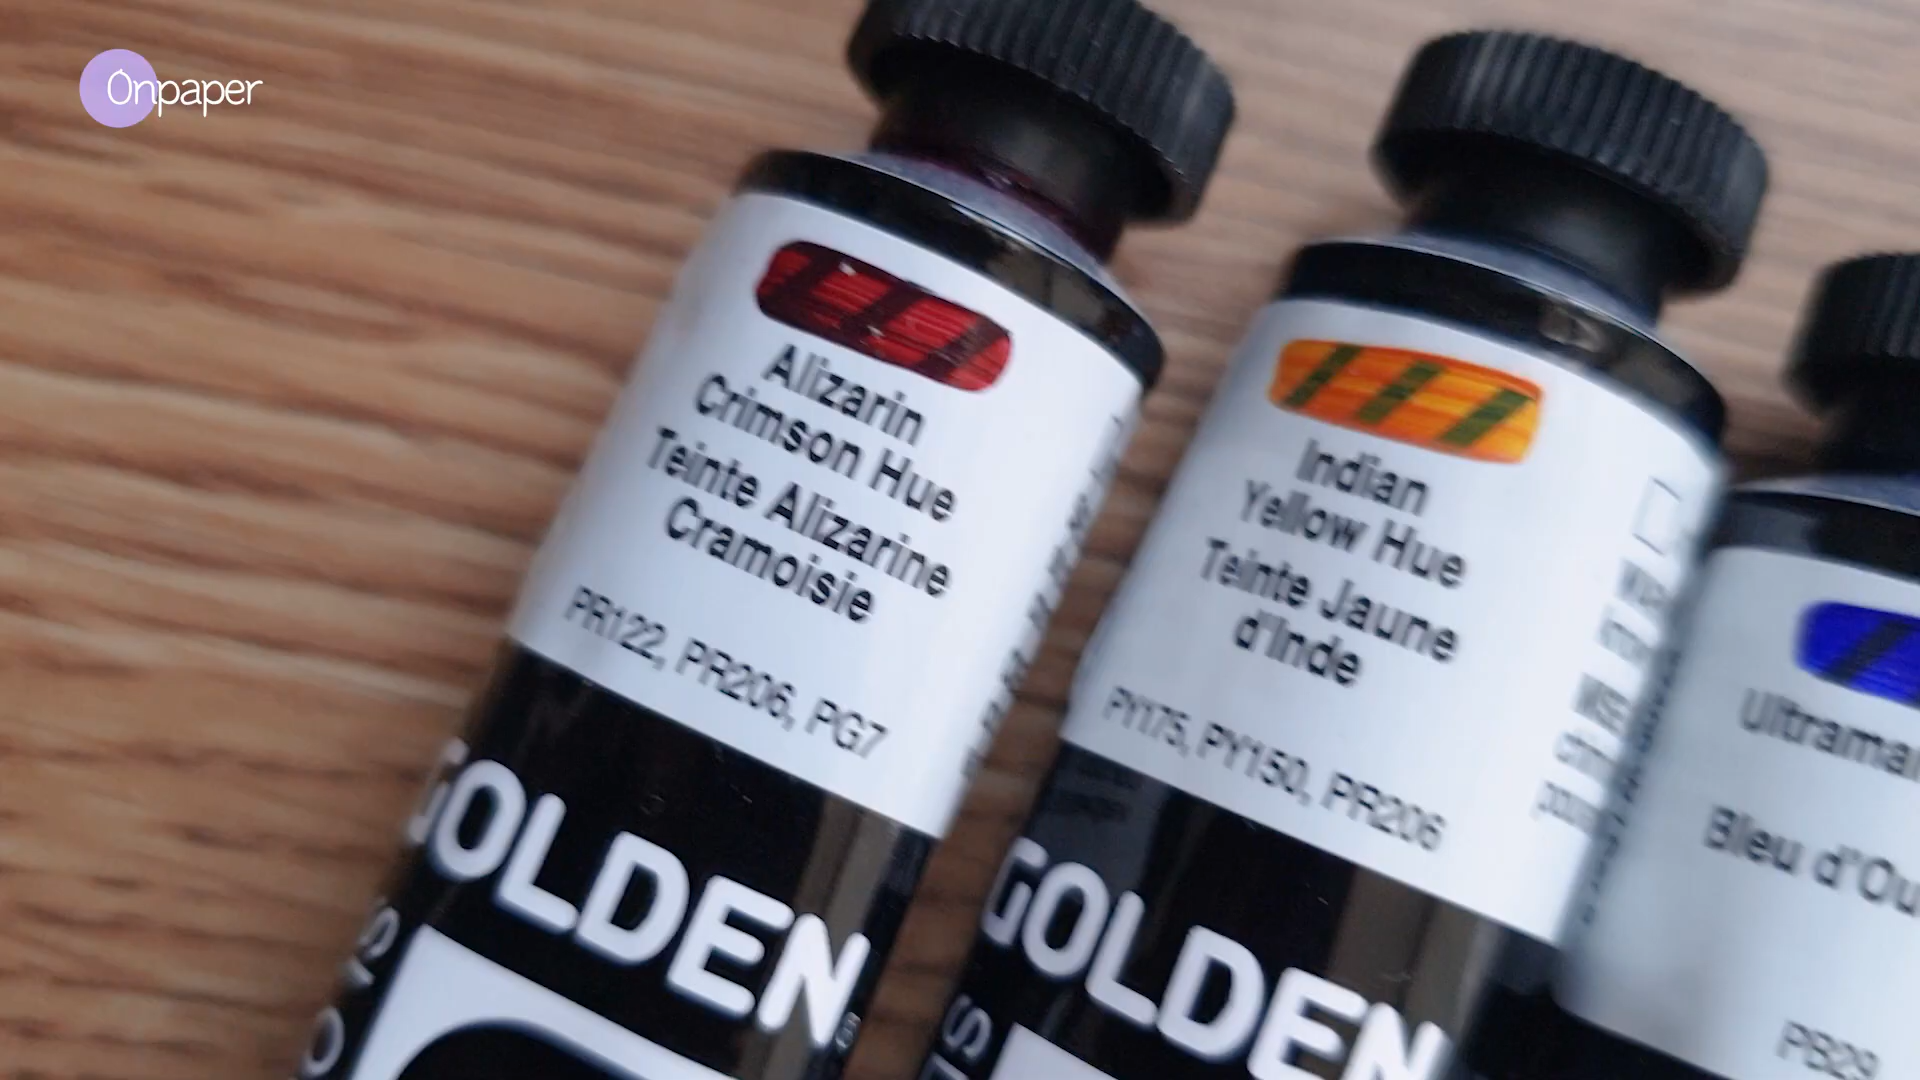 Onpaper
Alizarin
Crimson Hue
Teinte Alizarine
Cramoisie
PR122, PR206, PG7
GOLDEN
Indian
Yellow Hue
Teinte Jaune
d'Inde
PY175, PY150, PR206
GOLDEN
Bleu d'Ou
PB29